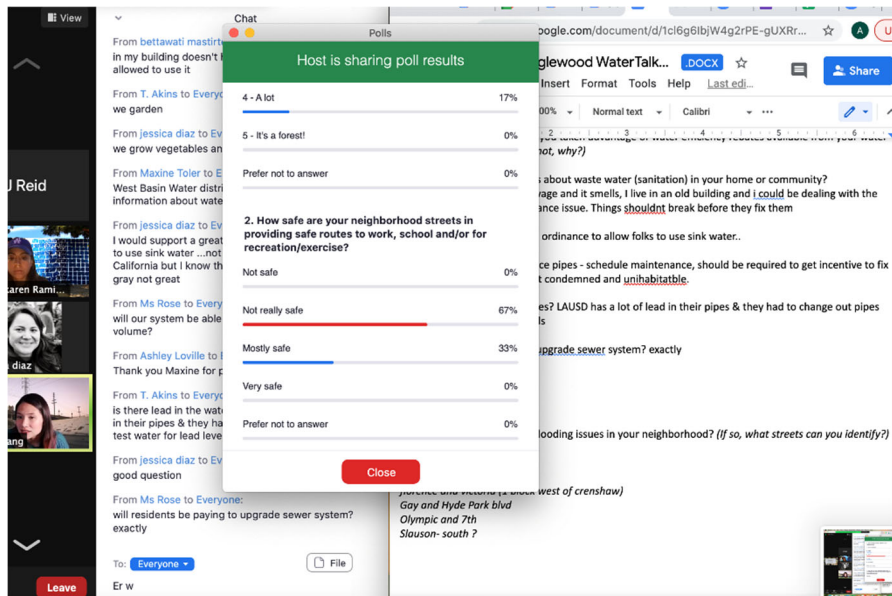 View
Chat
From bettawati mastirt
in my building doesn't
allowed to use it
From T. Akins to Everyo
we garden
From jessica diaz to Ev
we grow vegetables an
From Maxine Toler to E
West Basin Water distri
information about wate
From jessica diaz to Ev
I would support a great
to use sink water ...not
California but I know th
gray not great
From Ms Rose to Every
will our system be able
volume?
From Ashley Loville to
Thank you Maxine for p
From T. Akins to Everyo
is there lead in the wat
in their pipes & they ha
test water for lead leve
From jessica diaz to Ev
good question
From Ms Rose to Everyone:
will residents be paying to upgrade sewer system?
exactly
To: Everyone
File
Er w
J Reid
aren Rami...
diaz
ang
Leave
Polls
Host is sharing poll results
4 - A lot
17%
5 - It's a forest!
0%
Prefer not to answer
0%
2. How safe are your neighborhood streets in
providing safe routes to work, school and/or for
recreation/exercise?
Not safe
0%
Not really safe
67%
Mostly safe
33%
Very safe
0%
Prefer not to answer
0%
Close
oogle.com/document/d/1cl6g6IbjW4g2rPE-gUXRr...
A
glewood WaterTalk...
.DOCX
Share
Insert Format Tools Help Last edi...
00%
Normal text
Calibri
2 3 4 5 6
you taken advantage of water efficiency rebates available from your water
not, why?)
s about waste water (sanitation) in your home or community?
vage and it smells, I live in an old building and i could be dealing with the
ance issue. Things shouldnt break before they fix them
ordinance to allow folks to use sink water..
ce pipes - schedule maintenance, should be required to get incentive to fix
t condemned and unihabitatble.
es? LAUSD has a lot of lead in their pipes & they had to change out pipes
ls
upgrade sewer system? exactly
looding issues in your neighborhood? (If so, what streets can you identify?)
florence and victoria (1 block west of crenshaw)
Gay and Hyde Park blvd
Olympic and 7th
Slauson- south ?